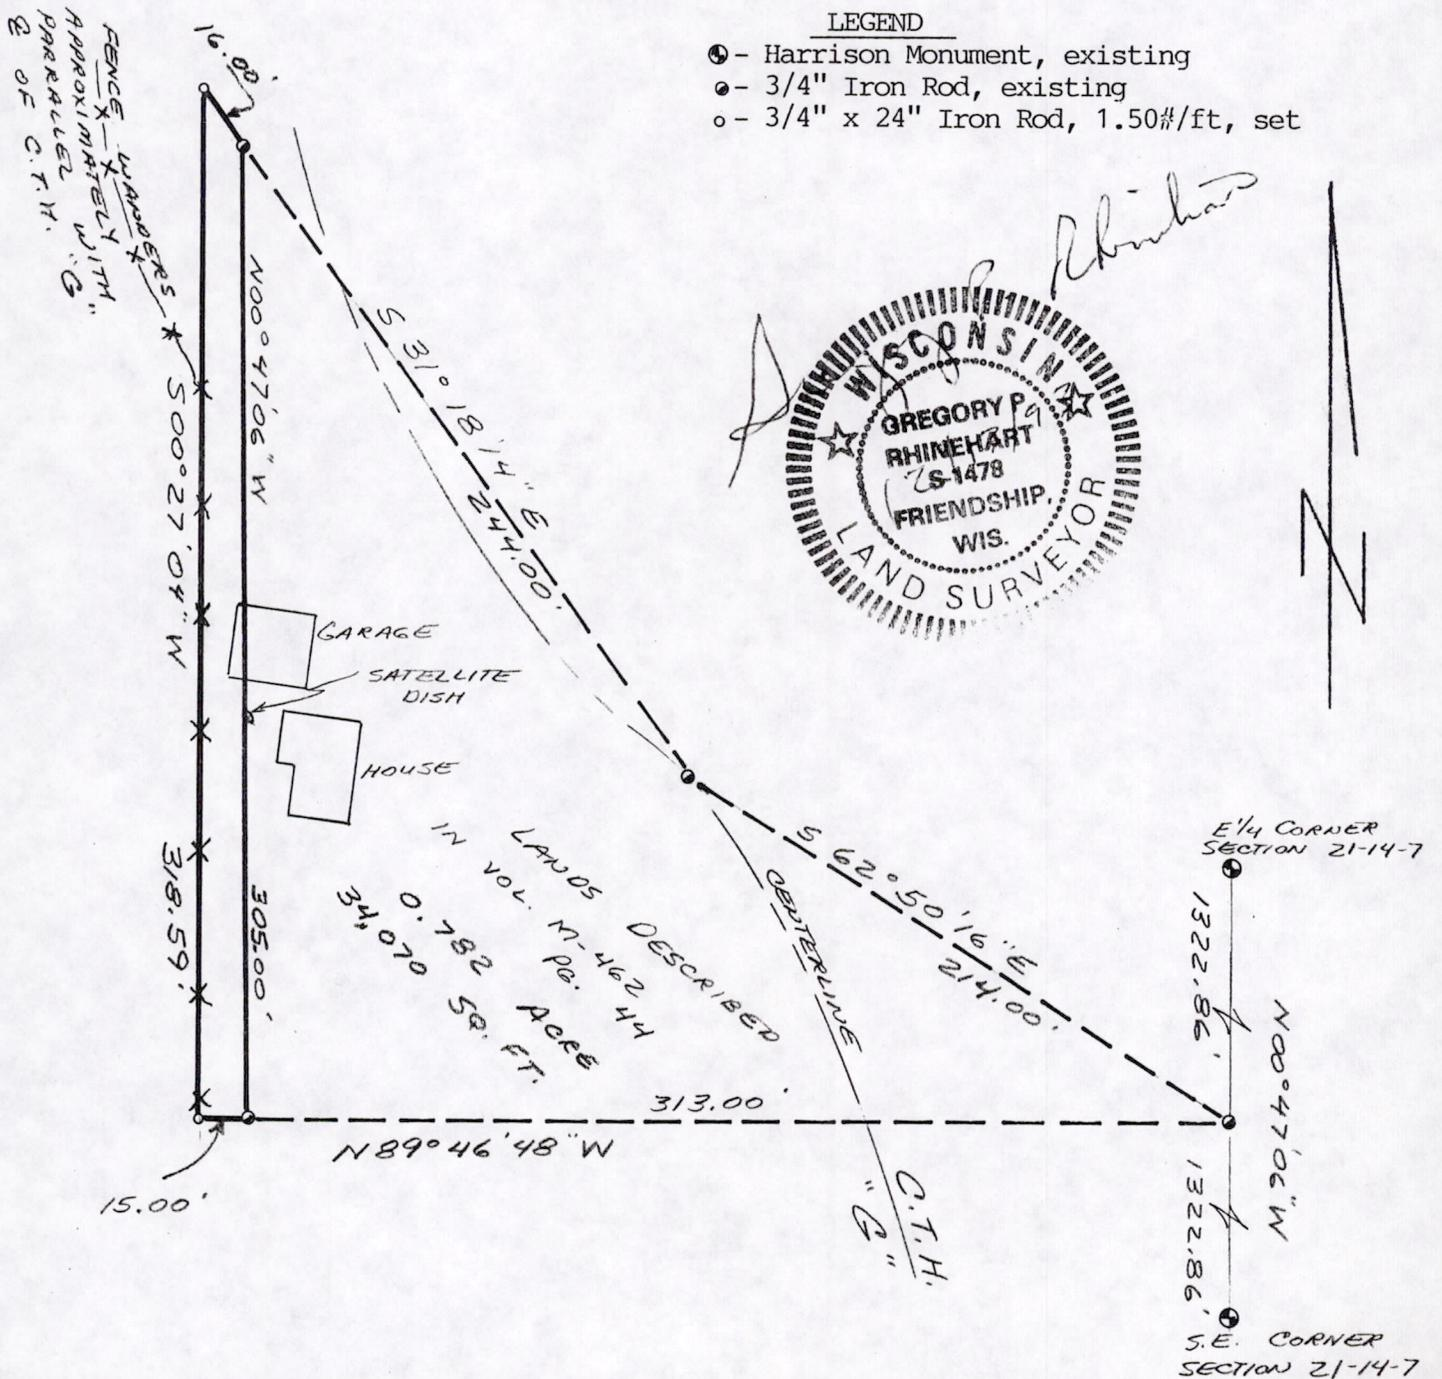 LEGEND
- Harrison Monument, existing
- 3/4" Iron Rod, existing
- 3/4" x 24" Iron Rod, 1.50#/ft, set
16.00'
FENCE WANDERS
X X X X
APPROXIMATELY
PARRALLEL WITH
℄ OF C.T.H. "G"
N00°47'06"W
305.00'
S00°27'04"W
318.59'
S 31° 18' 14" E
244.00'
WISCONSIN
GREGORY P.
RHINEHART
S-1478
FRIENDSHIP,
WIS.
LAND SURVEYOR
Rhinehart
N
GARAGE
SATELLITE
DISH
HOUSE
LANDS DESCRIBED
IN VOL. M-462
PG. 44
0.782 ACRE
34,070 SQ. FT.
S 62° 50' 16" E
214.00'
CENTERLINE C.T.H.
"G"
E 1/4 CORNER
SECTION 21-14-7
1322.86'
N00°47'06"W
1322.86'
313.00'
N89°46'48"W
15.00'
S.E. CORNER
SECTION 21-14-7